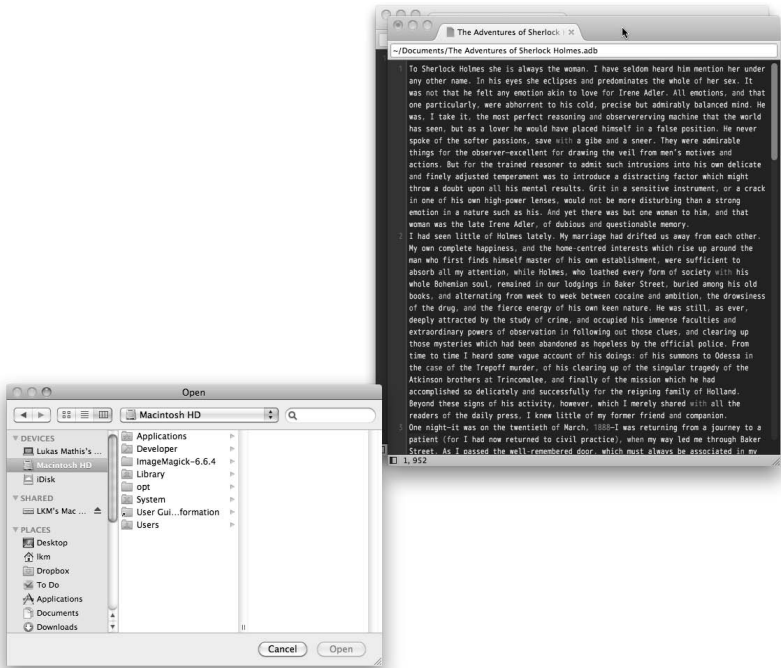 The Adventures of Sherlock
~/Documents/The Adventures of Sherlock Holmes.adb
1 To Sherlock Holmes she is always the woman. I have seldom heard him mention her under
any other name. In his eyes she eclipses and predominates the whole of her sex. It
was not that he felt any emotion akin to love for Irene Adler. All emotions, and that
one particularly, were abhorrent to his cold, precise but admirably balanced mind. He
was, I take it, the most perfect reasoning and observervering machine that the world
has seen, but as a lover he would have placed himself in a false position. He never
spoke of the softer passions, save with a gibe and a sneer. They were admirable
things for the observer—excellent for drawing the veil from men's motives and
actions. But for the trained reasoner to admit such intrusions into his own delicate
and finely adjusted temperament was to introduce a distracting factor which might
throw a doubt upon all his mental results. Grit in a sensitive instrument, or a crack
in one of his own high-power lenses, would not be more disturbing than a strong
emotion in a nature such as his. And yet there was but one woman to him, and that
woman was the late Irene Adler, of dubious and questionable memory.
2 I had seen little of Holmes lately. My marriage had drifted us away from each other.
My own complete happiness, and the home-centred interests which rise up around the
man who first finds himself master of his own establishment, were sufficient to
absorb all my attention, while Holmes, who loathed every form of society with his
whole Bohemian soul, remained in our lodgings in Baker Street, buried among his old
books, and alternating from week to week between cocaine and ambition, the drowsiness
of the drug, and the fierce energy of his own keen nature. He was still, as ever,
deeply attracted by the study of crime, and occupied his immense faculties and
extraordinary powers of observation in following out those clues, and clearing up
those mysteries which had been abandoned as hopeless by the official police. From
time to time I heard some vague account of his doings: of his summons to Odessa in
the case of the Trepoff murder, of his clearing up of the singular tragedy of the
Atkinson brothers at Trincomalee, and finally of the mission which he had
accomplished so delicately and successfully for the reigning family of Holland.
Beyond these signs of his activity, however, which I merely shared with all the
readers of the daily press, I knew little of my former friend and companion.
3 One night—it was on the twentieth of March, 1888—I was returning from a journey to a
patient (for I had now returned to civil practice), when my way led me through Baker
Street. As I passed the well-remembered door, which must always be associated in my
1, 952
Open
Macintosh HD
DEVICES
Lukas Mathis's ...
Macintosh HD
iDisk
SHARED
LKM's Mac ...
PLACES
Desktop
lkm
Dropbox
To Do
Applications
Documents
Downloads
Applications
Developer
ImageMagick-6.6.4
Library
opt
System
User Gui...formation
Users
Cancel
Open